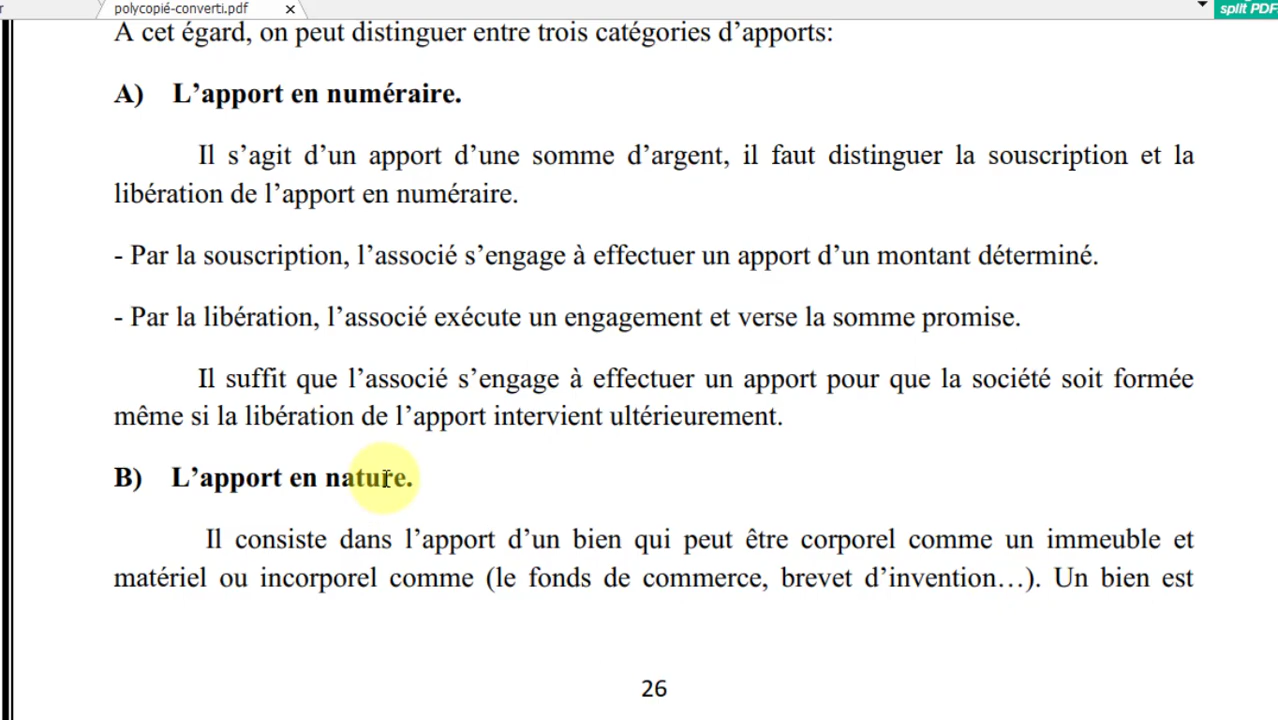 r
polycopié-converti.pdf
split PDF
A cet égard, on peut distinguer entre trois catégories d’apports:
A) L’apport en numéraire.
Il s’agit d’un apport d’une somme d’argent, il faut distinguer la souscription et la
libération de l’apport en numéraire.
- Par la souscription, l’associé s’engage à effectuer un apport d’un montant déterminé.
- Par la libération, l’associé exécute un engagement et verse la somme promise.
Il suffit que l’associé s’engage à effectuer un apport pour que la société soit formée
même si la libération de l’apport intervient ultérieurement.
B) L’apport en nature.
Il consiste dans l’apport d’un bien qui peut être corporel comme un immeuble et
matériel ou incorporel comme (le fonds de commerce, brevet d’invention…). Un bien est
26